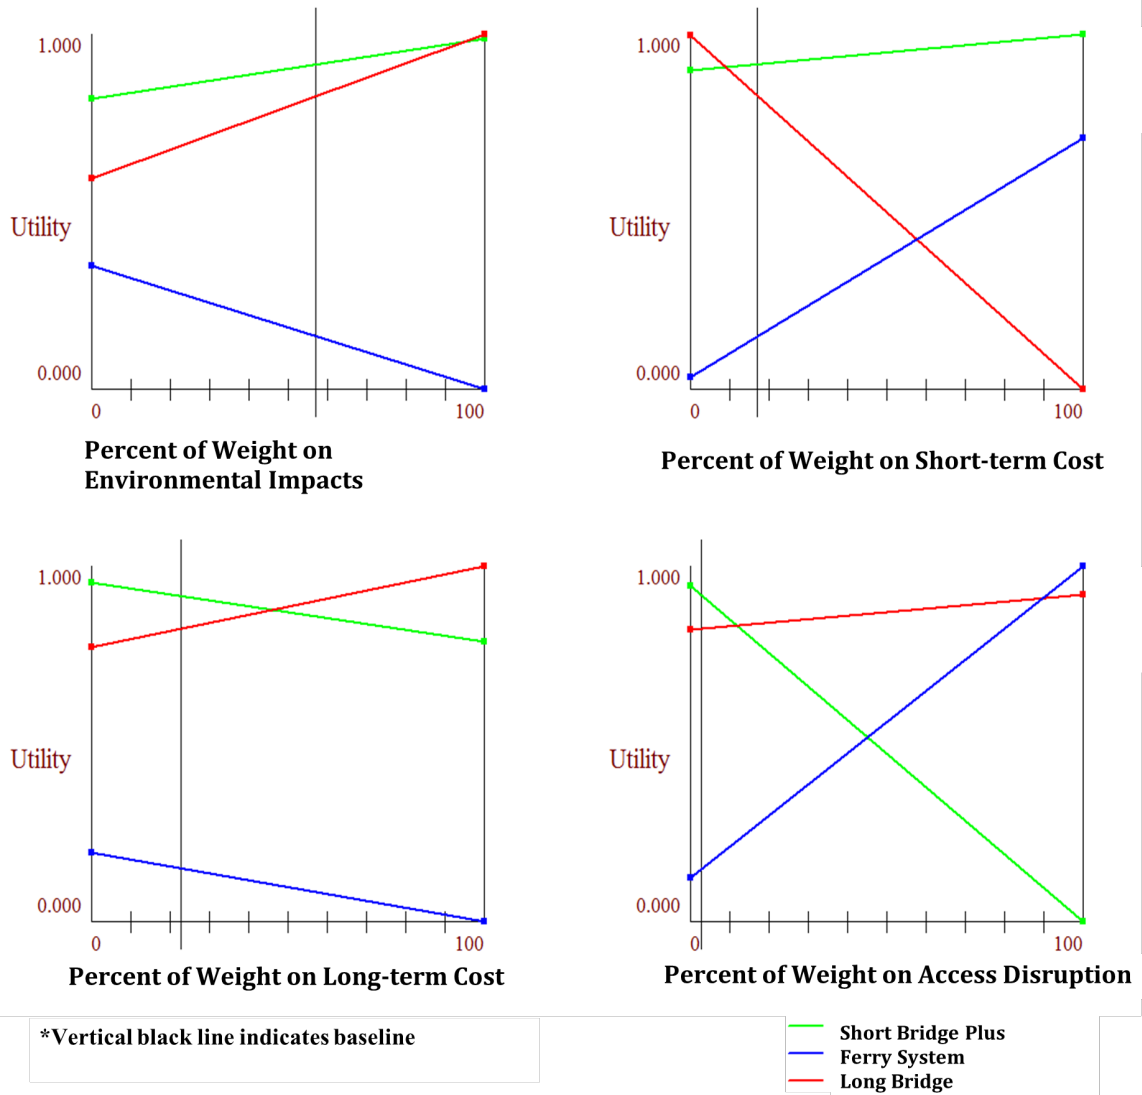 1.000
Utility
0.000
0
100
Percent of Weight on
Environmental Impacts
1.000
Utility
0.000
0
100
Percent of Weight on Short-term Cost
1.000
Utility
0.000
0
100
Percent of Weight on Long-term Cost
1.000
Utility
0.000
0
100
Percent of Weight on Access Disruption
*Vertical black line indicates baseline
Short Bridge Plus
Ferry System
Long Bridge